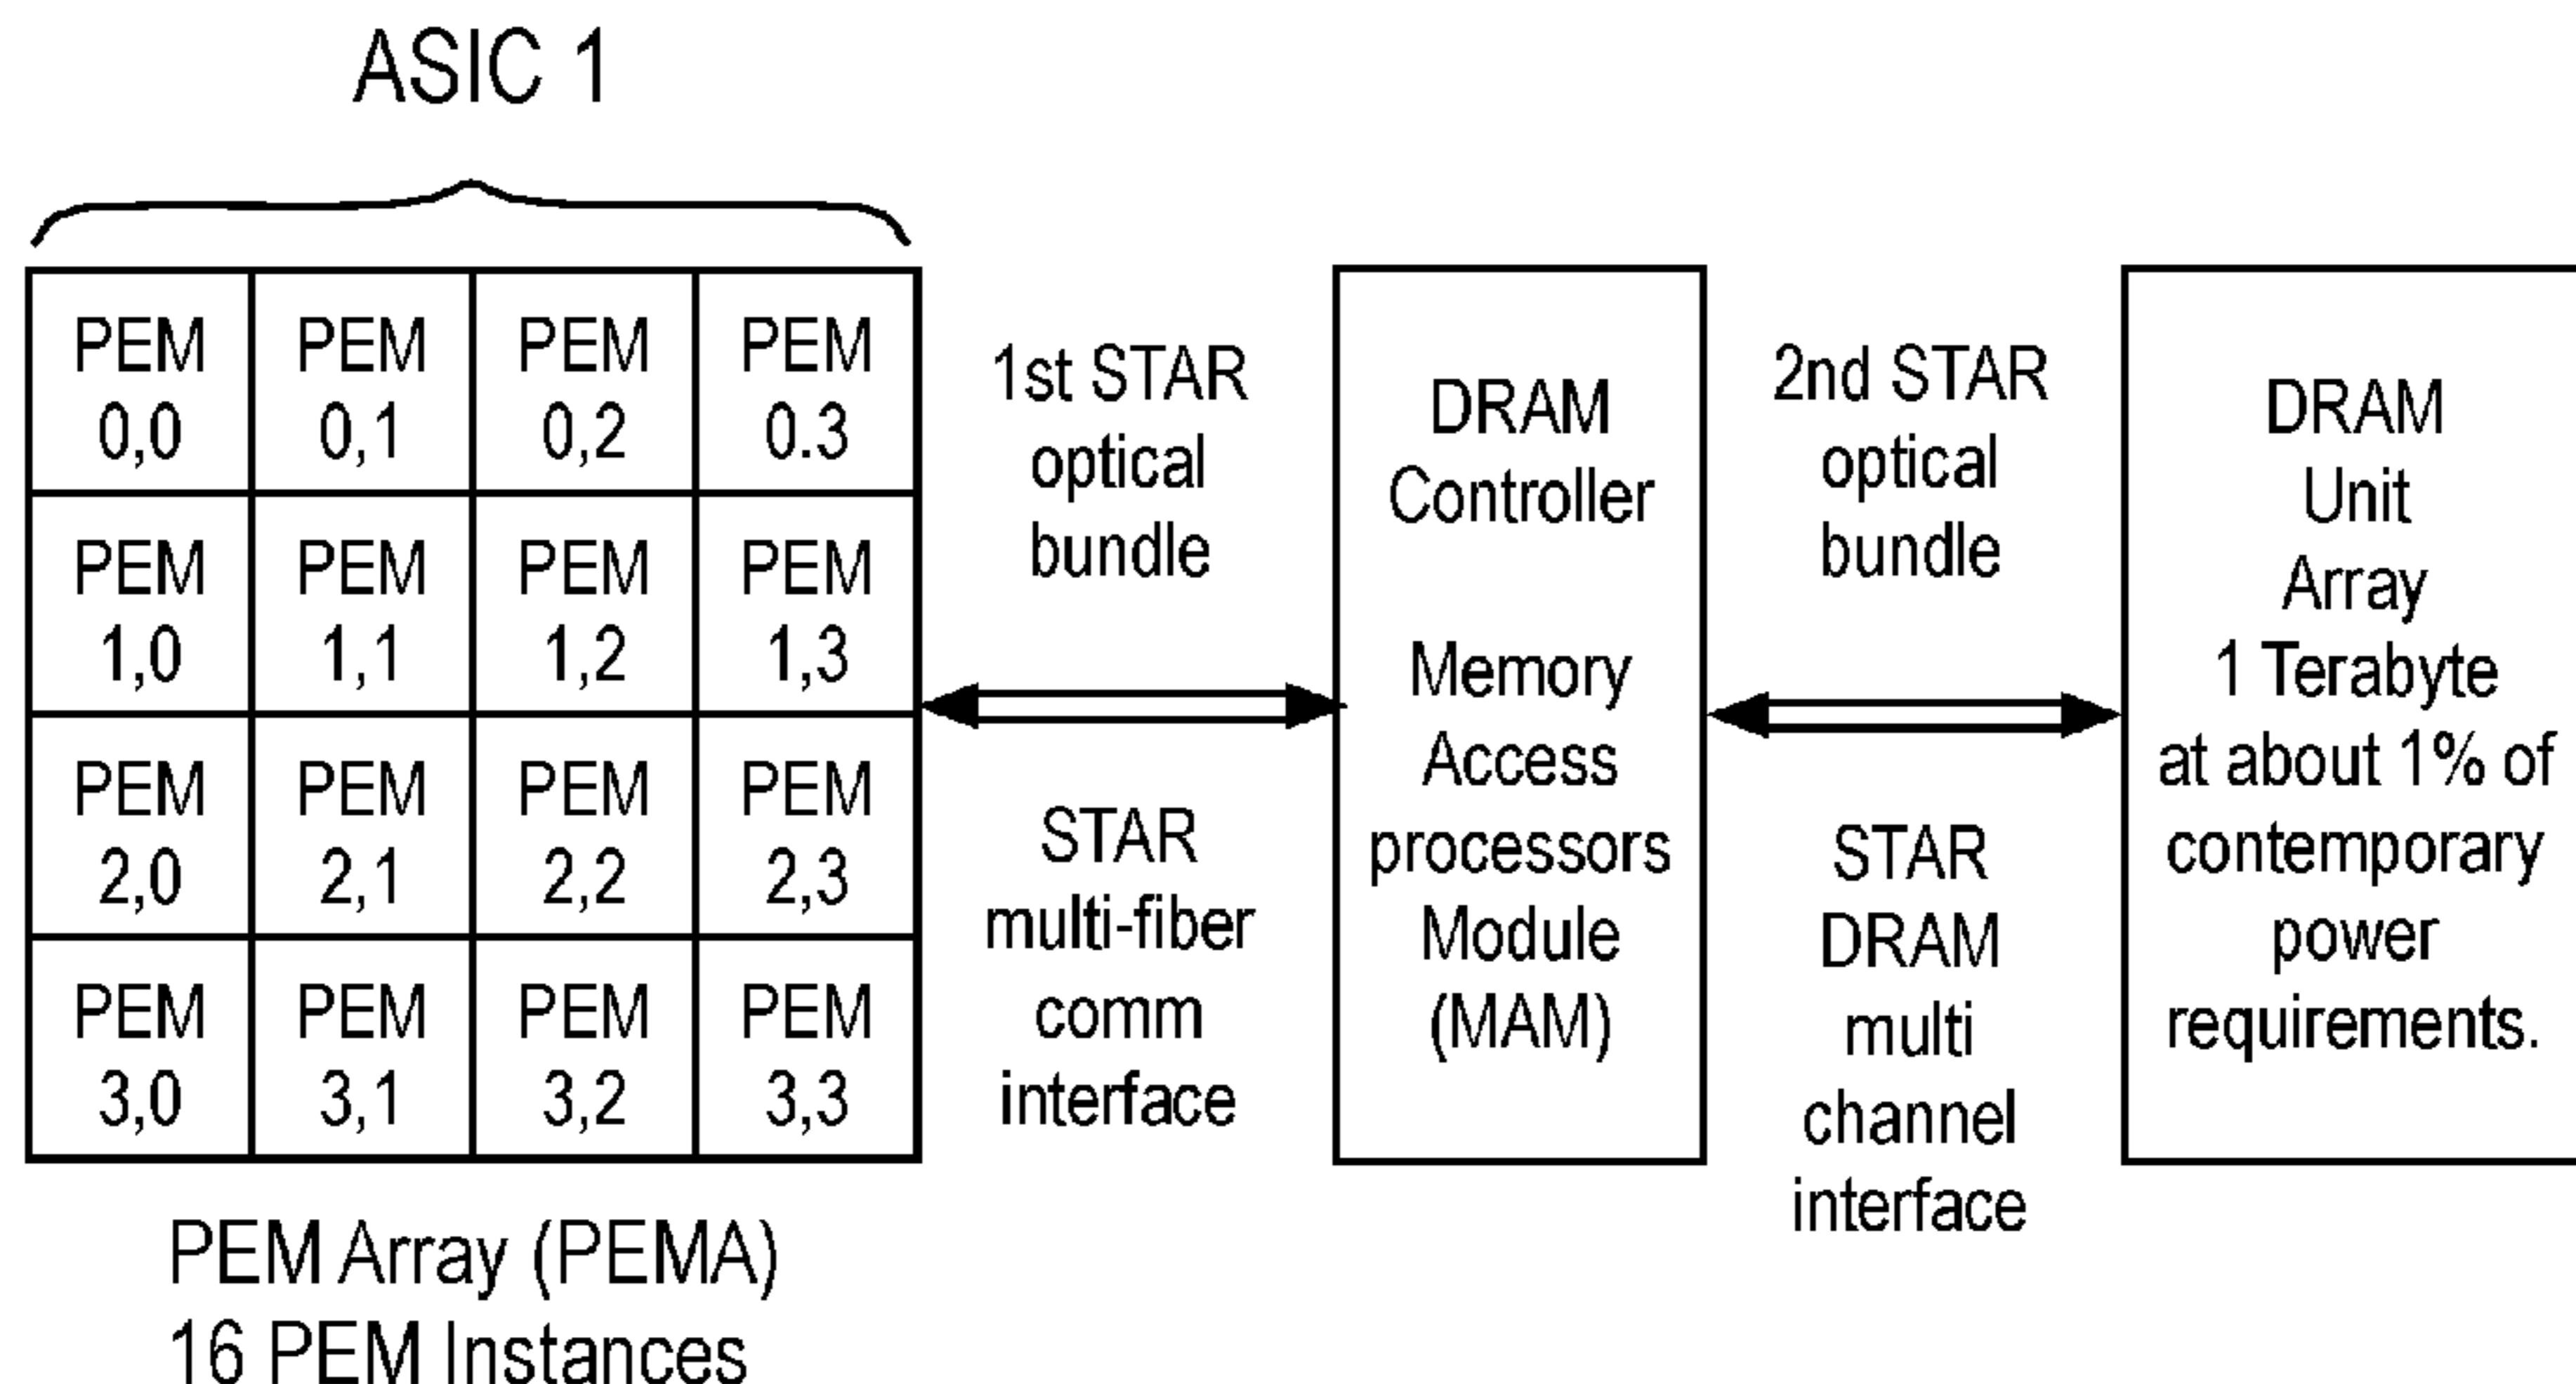 ASIC 1
PEM
0,0
PEM
0,1
PEM
0,2
PEM
0.3
PEM
1,0
PEM
1,1
PEM
1,2
PEM
1,3
PEM
2,0
PEM
2,1
PEM
2,2
PEM
2,3
PEM
3,0
PEM
3,1
PEM
3,2
PEM
3,3
PEM Array (PEMA)
16 PEM Instances
1st STAR
optical
bundle
STAR
multi-fiber
comm
interface
DRAM
Controller
Memory
Access
processors
Module
(MAM)
2nd STAR
optical
bundle
STAR
DRAM
multi
channel
interface
DRAM
Unit
Array
1 Terabyte
at about 1% of
contemporary
power
requirements.